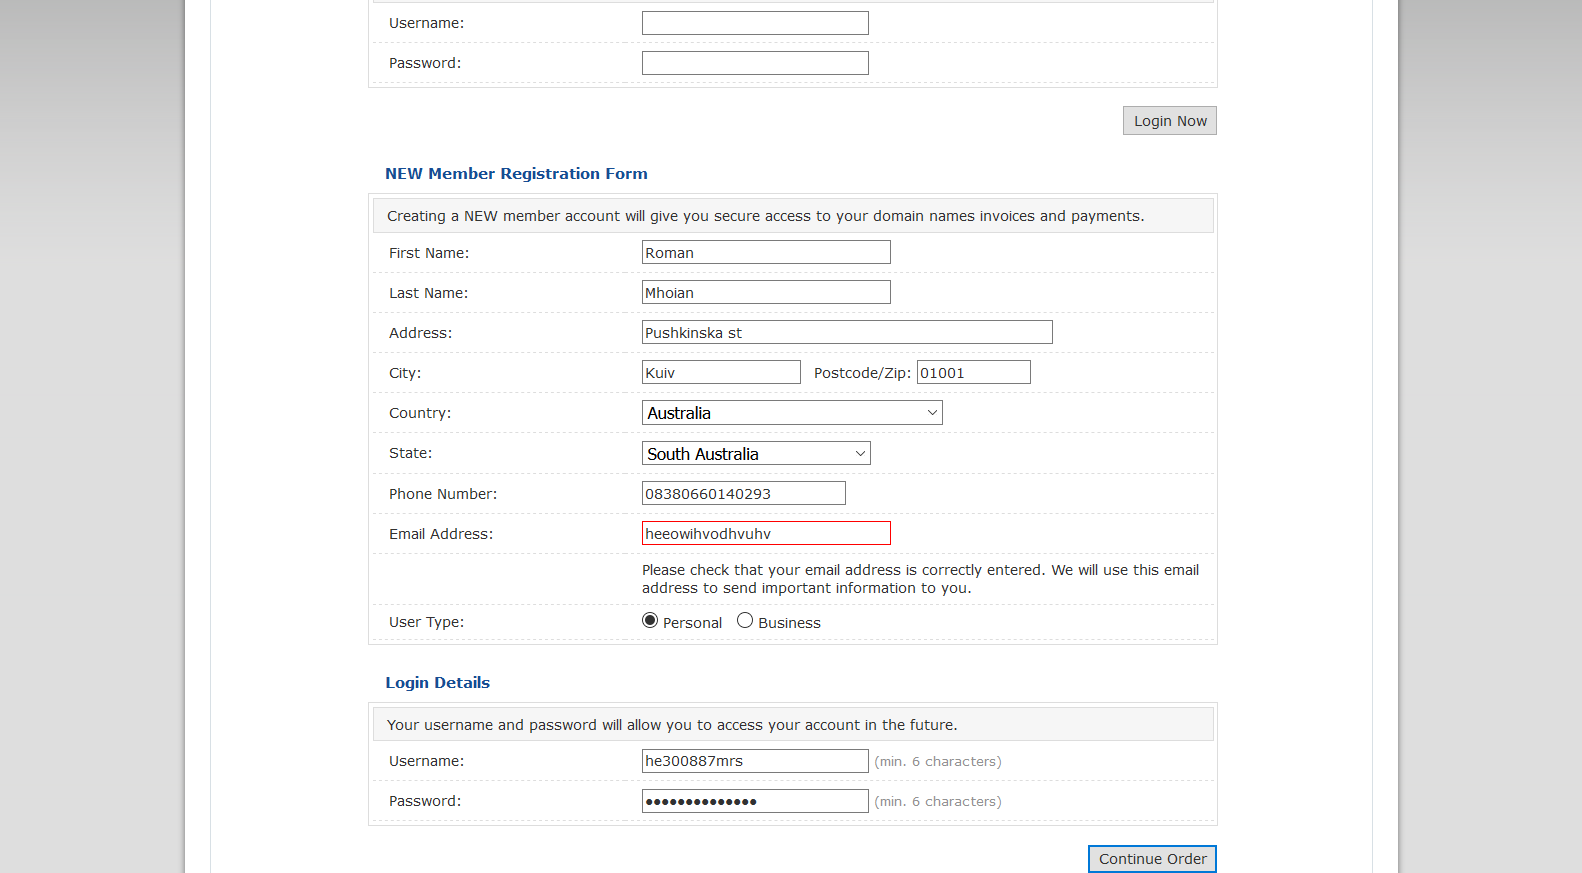 Username:
Password:
Login Now
NEW Member Registration Form
Creating a NEW member account will give you secure access to your domain names invoices and payments.
First Name: Roman
Last Name: Mhoian
Address: Pushkinska st
City: Kuiv Postcode/Zip: 01001
Country: Australia
State: South Australia
Phone Number: 08380660140293
Email Address: heeowihvodhvuhv
Please check that your email address is correctly entered. We will use this email
address to send important information to you.
User Type: Personal Business
Login Details
Your username and password will allow you to access your account in the future.
Username: he300887mrs (min. 6 characters)
Password: •••••••••••••• (min. 6 characters)
Continue Order